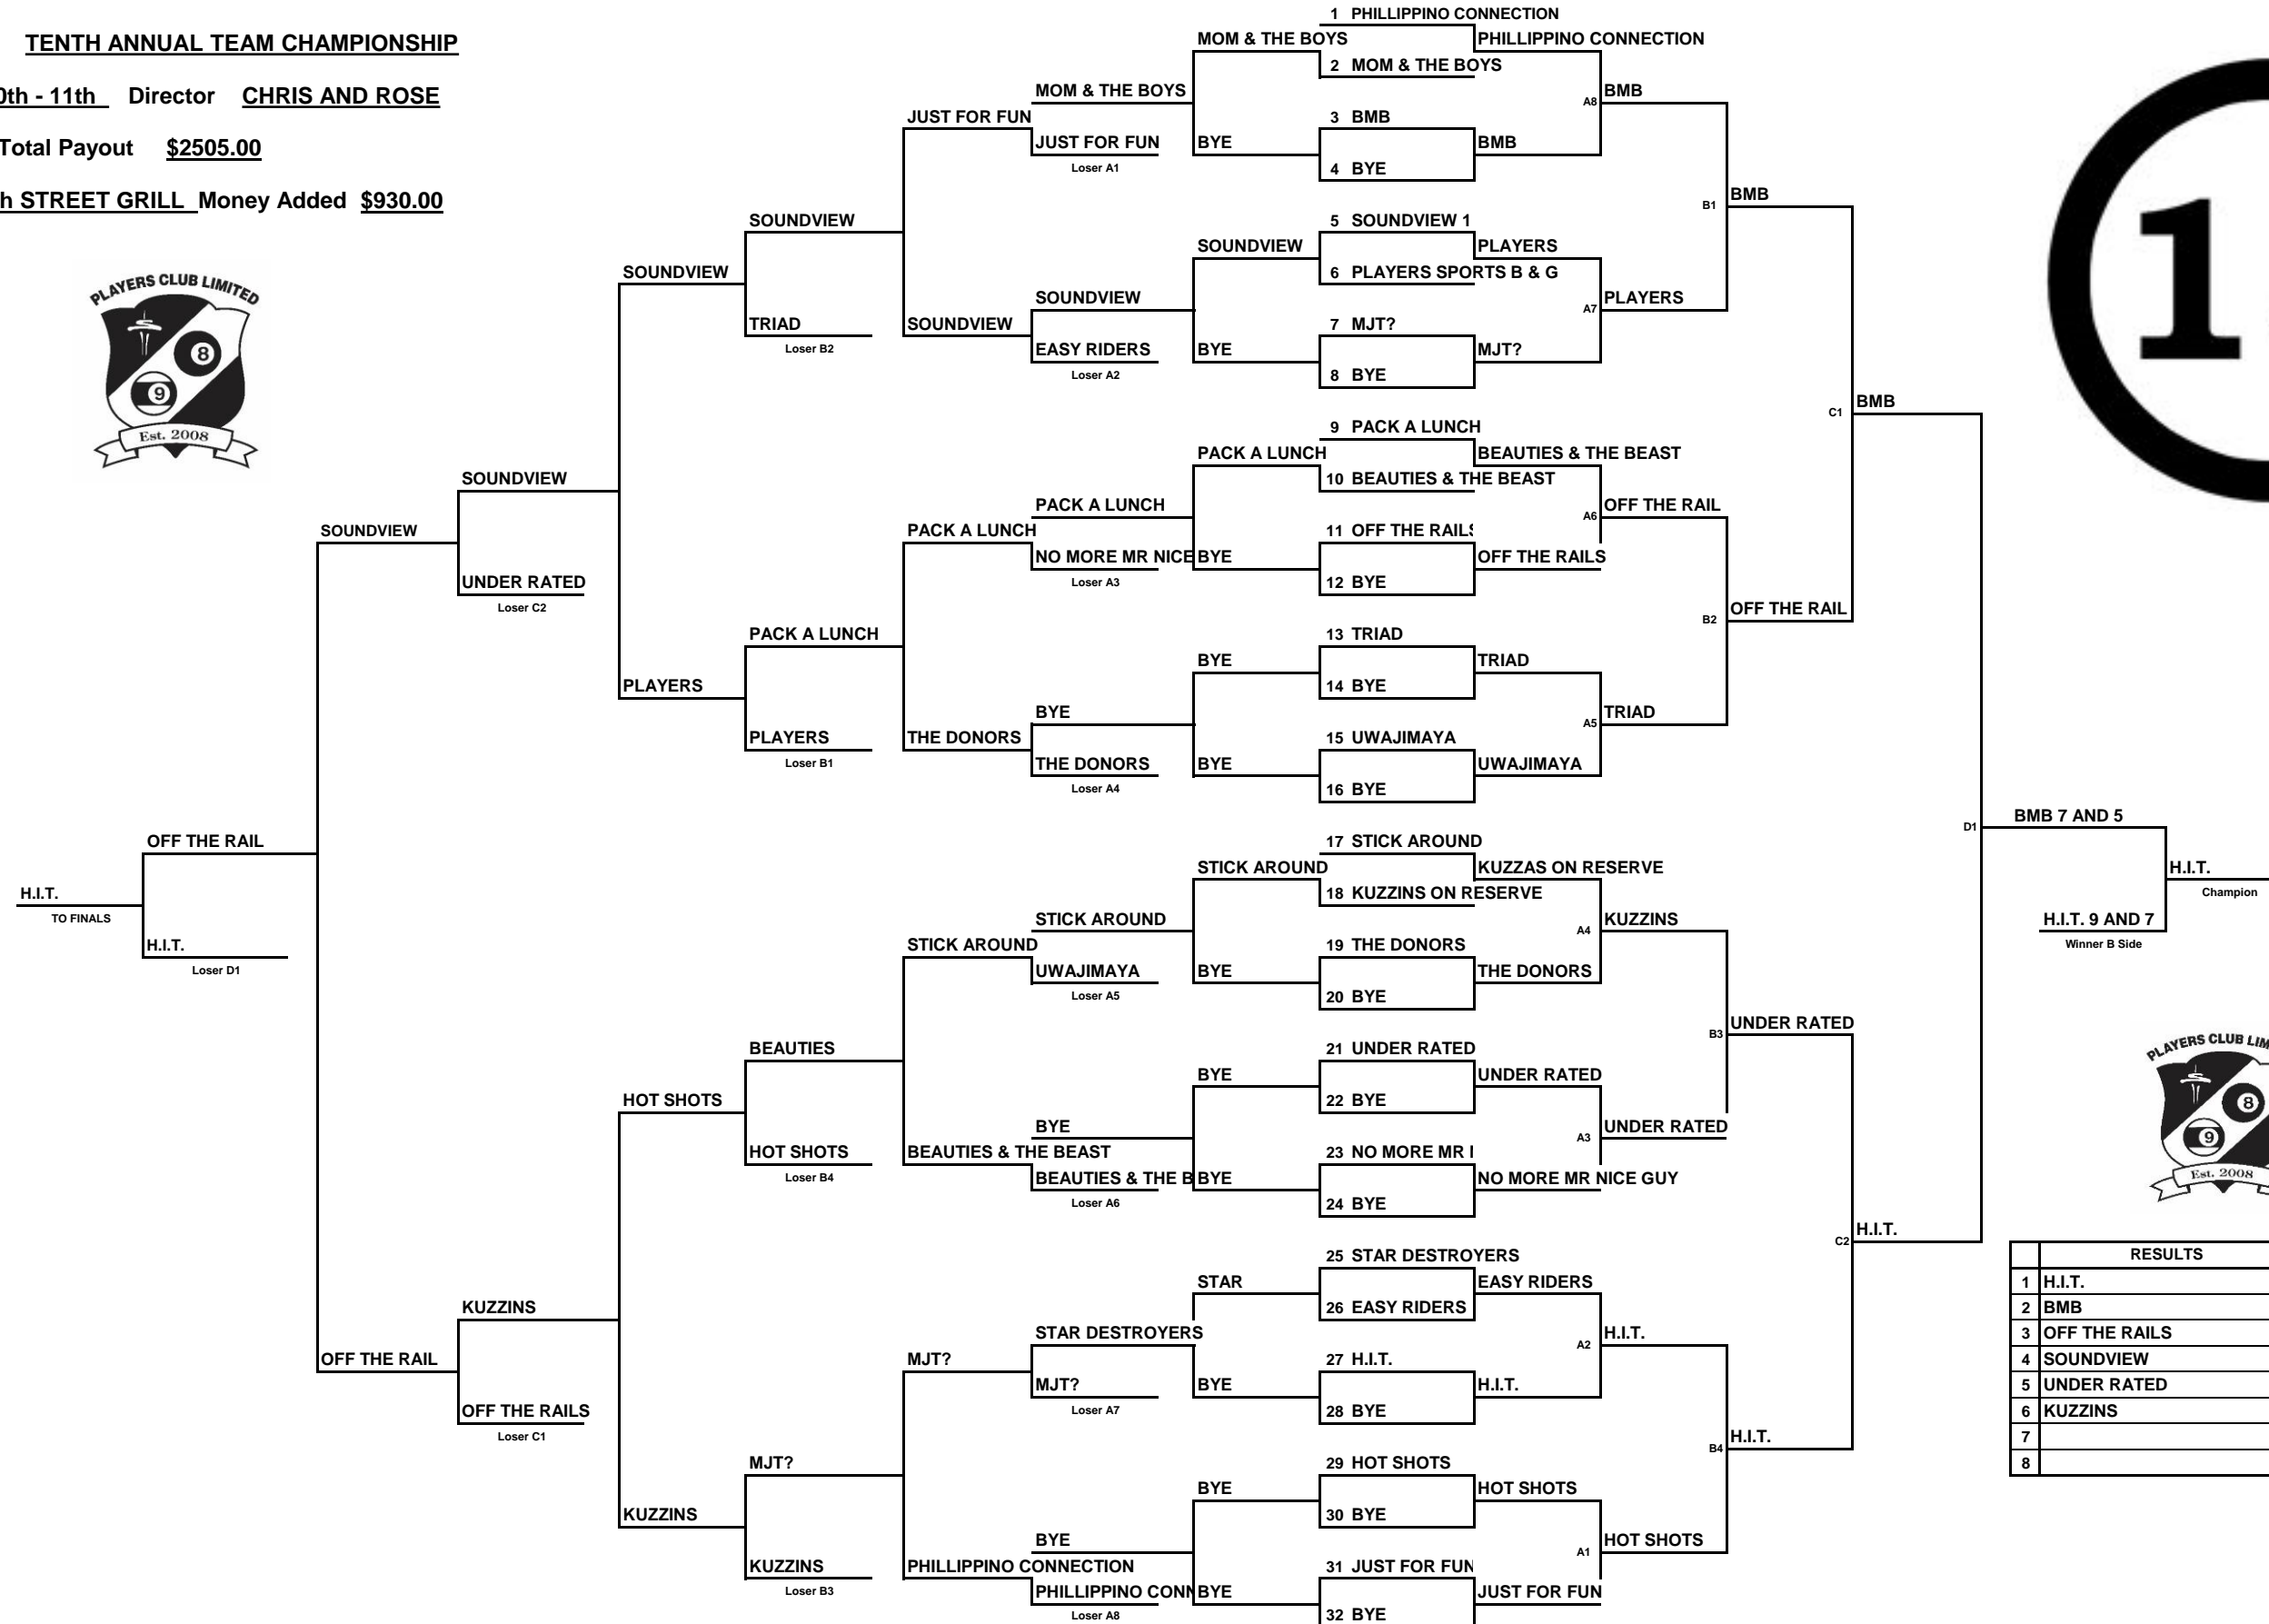 TENTH ANNUAL TEAM CHAMPIONSHIP
0th - 11th Director CHRIS AND ROSE
Total Payout $2505.00
h STREET GRILL Money Added $930.00
PLAYERS CLUB LIMITED
8
9
Est. 2008
H.I.T.
TO FINALS
OFF THE RAIL
H.I.T.
Loser D1
SOUNDVIEW
OFF THE RAIL
SOUNDVIEW
UNDER RATED
Loser C2
KUZZINS
OFF THE RAILS
Loser C1
SOUNDVIEW
PLAYERS
HOT SHOTS
KUZZINS
SOUNDVIEW
TRIAD
Loser B2
PACK A LUNCH
PLAYERS
Loser B1
BEAUTIES
HOT SHOTS
Loser B4
MJT?
KUZZINS
Loser B3
JUST FOR FUN
SOUNDVIEW
PACK A LUNCH
THE DONORS
STICK AROUND
BEAUTIES & THE BEAST
MJT?
PHILLIPPINO CONNECTION
MOM & THE BOYS
JUST FOR FUN
Loser A1
SOUNDVIEW
EASY RIDERS
Loser A2
PACK A LUNCH
NO MORE MR NICE
Loser A3
BYE
THE DONORS
Loser A4
STICK AROUND
UWAJIMAYA
Loser A5
BYE
BEAUTIES & THE B
Loser A6
STAR DESTROYERS
MJT?
Loser A7
BYE
PHILLIPPINO CONN
Loser A8
MOM & THE BOYS
BYE
SOUNDVIEW
BYE
PACK A LUNCH
BYE
BYE
BYE
STICK AROUND
BYE
BYE
BYE
STAR
BYE
BYE
BYE
1 PHILLIPPINO CONNECTION
2 MOM & THE BOYS
3 BMB
4 BYE
5 SOUNDVIEW 1
6 PLAYERS SPORTS B & G
7 MJT?
8 BYE
9 PACK A LUNCH
10 BEAUTIES & THE BEAST
11 OFF THE RAILS
12 BYE
13 TRIAD
14 BYE
15 UWAJIMAYA
16 BYE
17 STICK AROUND
18 KUZZINS ON RESERVE
19 THE DONORS
20 BYE
21 UNDER RATED
22 BYE
23 NO MORE MR
24 BYE
25 STAR DESTROYERS
26 EASY RIDERS
27 H.I.T.
28 BYE
29 HOT SHOTS
30 BYE
31 JUST FOR FUN
32 BYE
PHILLIPPINO CONNECTION
BMB
PLAYERS
MJT?
BEAUTIES & THE BEAST
OFF THE RAILS
TRIAD
UWAJIMAYA
KUZZAS ON RESERVE
THE DONORS
UNDER RATED
NO MORE MR NICE GUY
EASY RIDERS
H.I.T.
HOT SHOTS
JUST FOR FUN
A8 BMB
A7 PLAYERS
A6 OFF THE RAIL
A5 TRIAD
A4 KUZZINS
A3 UNDER RATED
A2 H.I.T.
A1 HOT SHOTS
B1 BMB
B2 OFF THE RAIL
B3 UNDER RATED
B4 H.I.T.
C1 BMB
C2 H.I.T.
D1 BMB 7 AND 5
H.I.T. 9 AND 7
Winner B Side
H.I.T.
Champion
1
PLAYERS CLUB LIM
8
9
Est. 2008
RESULTS
1 H.I.T.
2 BMB
3 OFF THE RAILS
4 SOUNDVIEW
5 UNDER RATED
6 KUZZINS
7
8